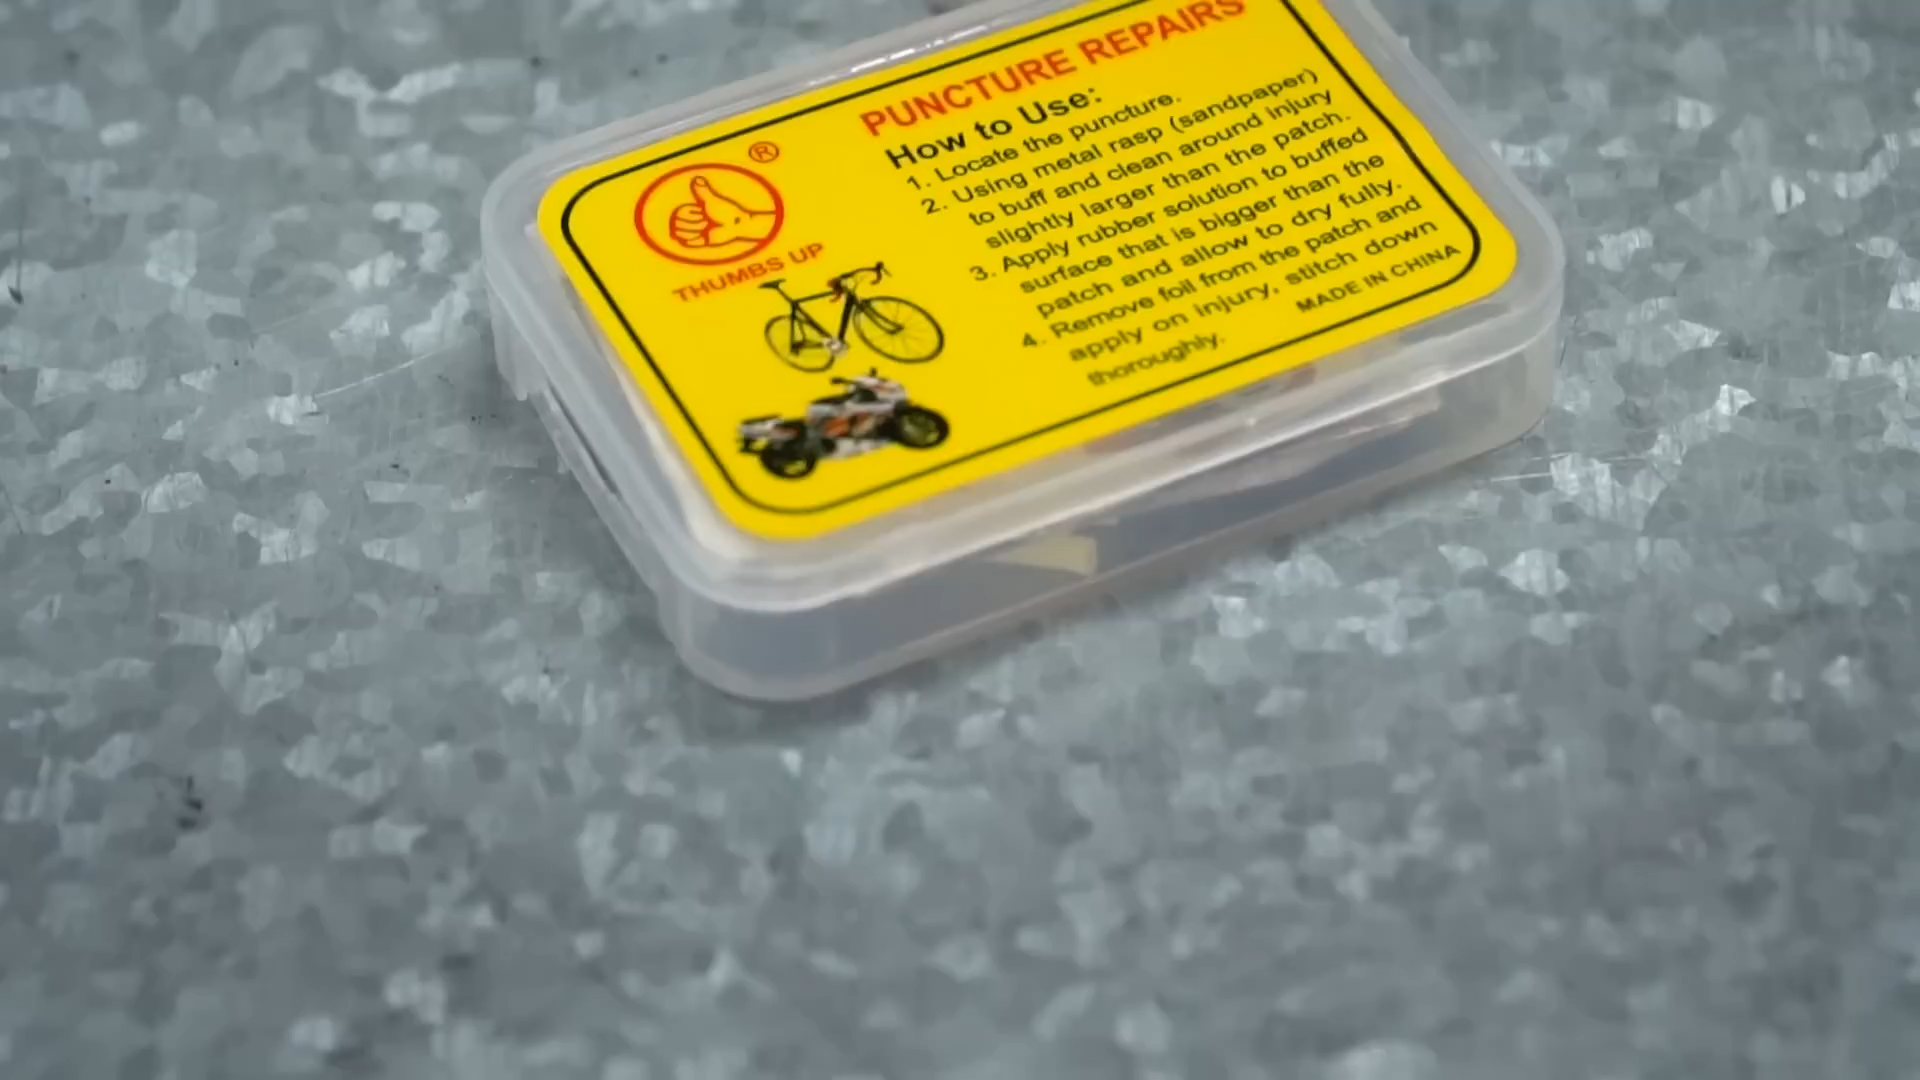 PUNCTURE REPAIRS
How to Use:
1. Locate the puncture.
2. Using metal rasp (sandpaper)
to buff and clean around injury
slightly larger than the patch.
3. Apply rubber solution to buffed
surface that is bigger than the
patch and allow to dry fully.
4. Remove foil from the patch and
apply on injury, stitch down
thoroughly.
MADE IN CHINA
®
THUMBS UP